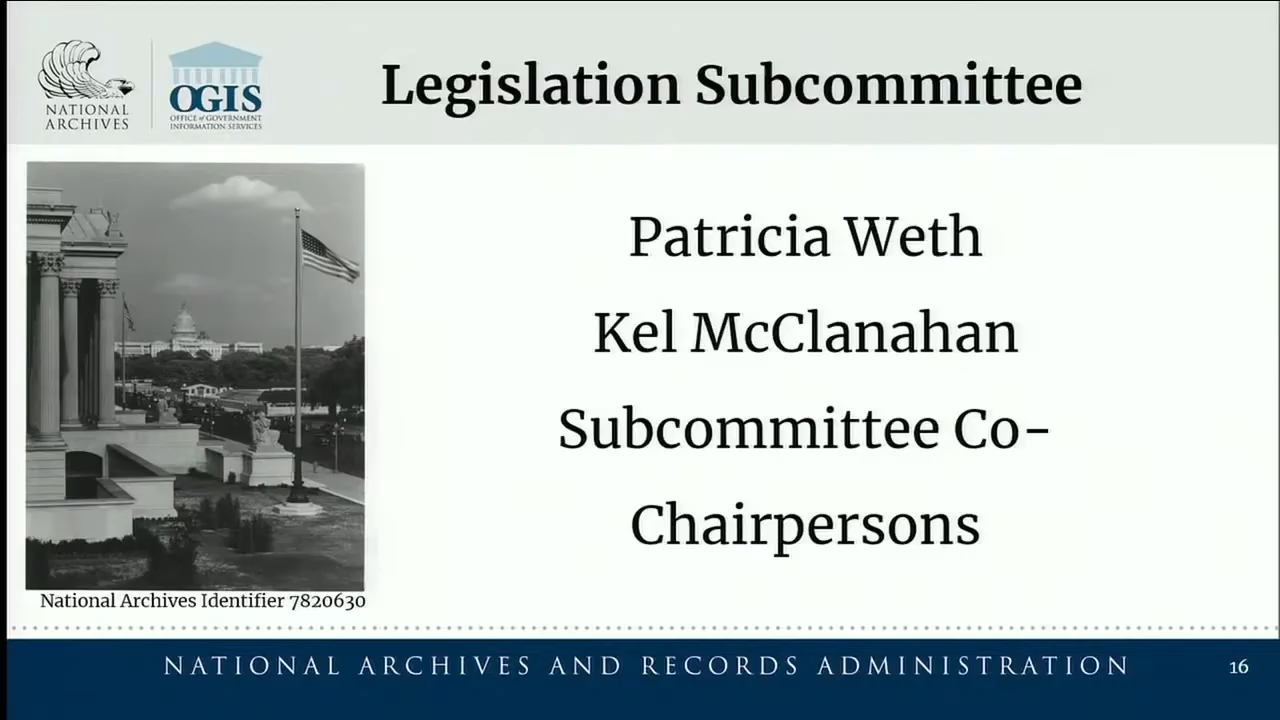 NATIONAL
ARCHIVES
OGIS
OFFICE of GOVERNMENT
INFORMATION SERVICES
Legislation Subcommittee
Patricia Weth
Kel McClanahan
Subcommittee Co-
Chairpersons
National Archives Identifier 7820630
NATIONAL ARCHIVES AND RECORDS ADMINISTRATION
16